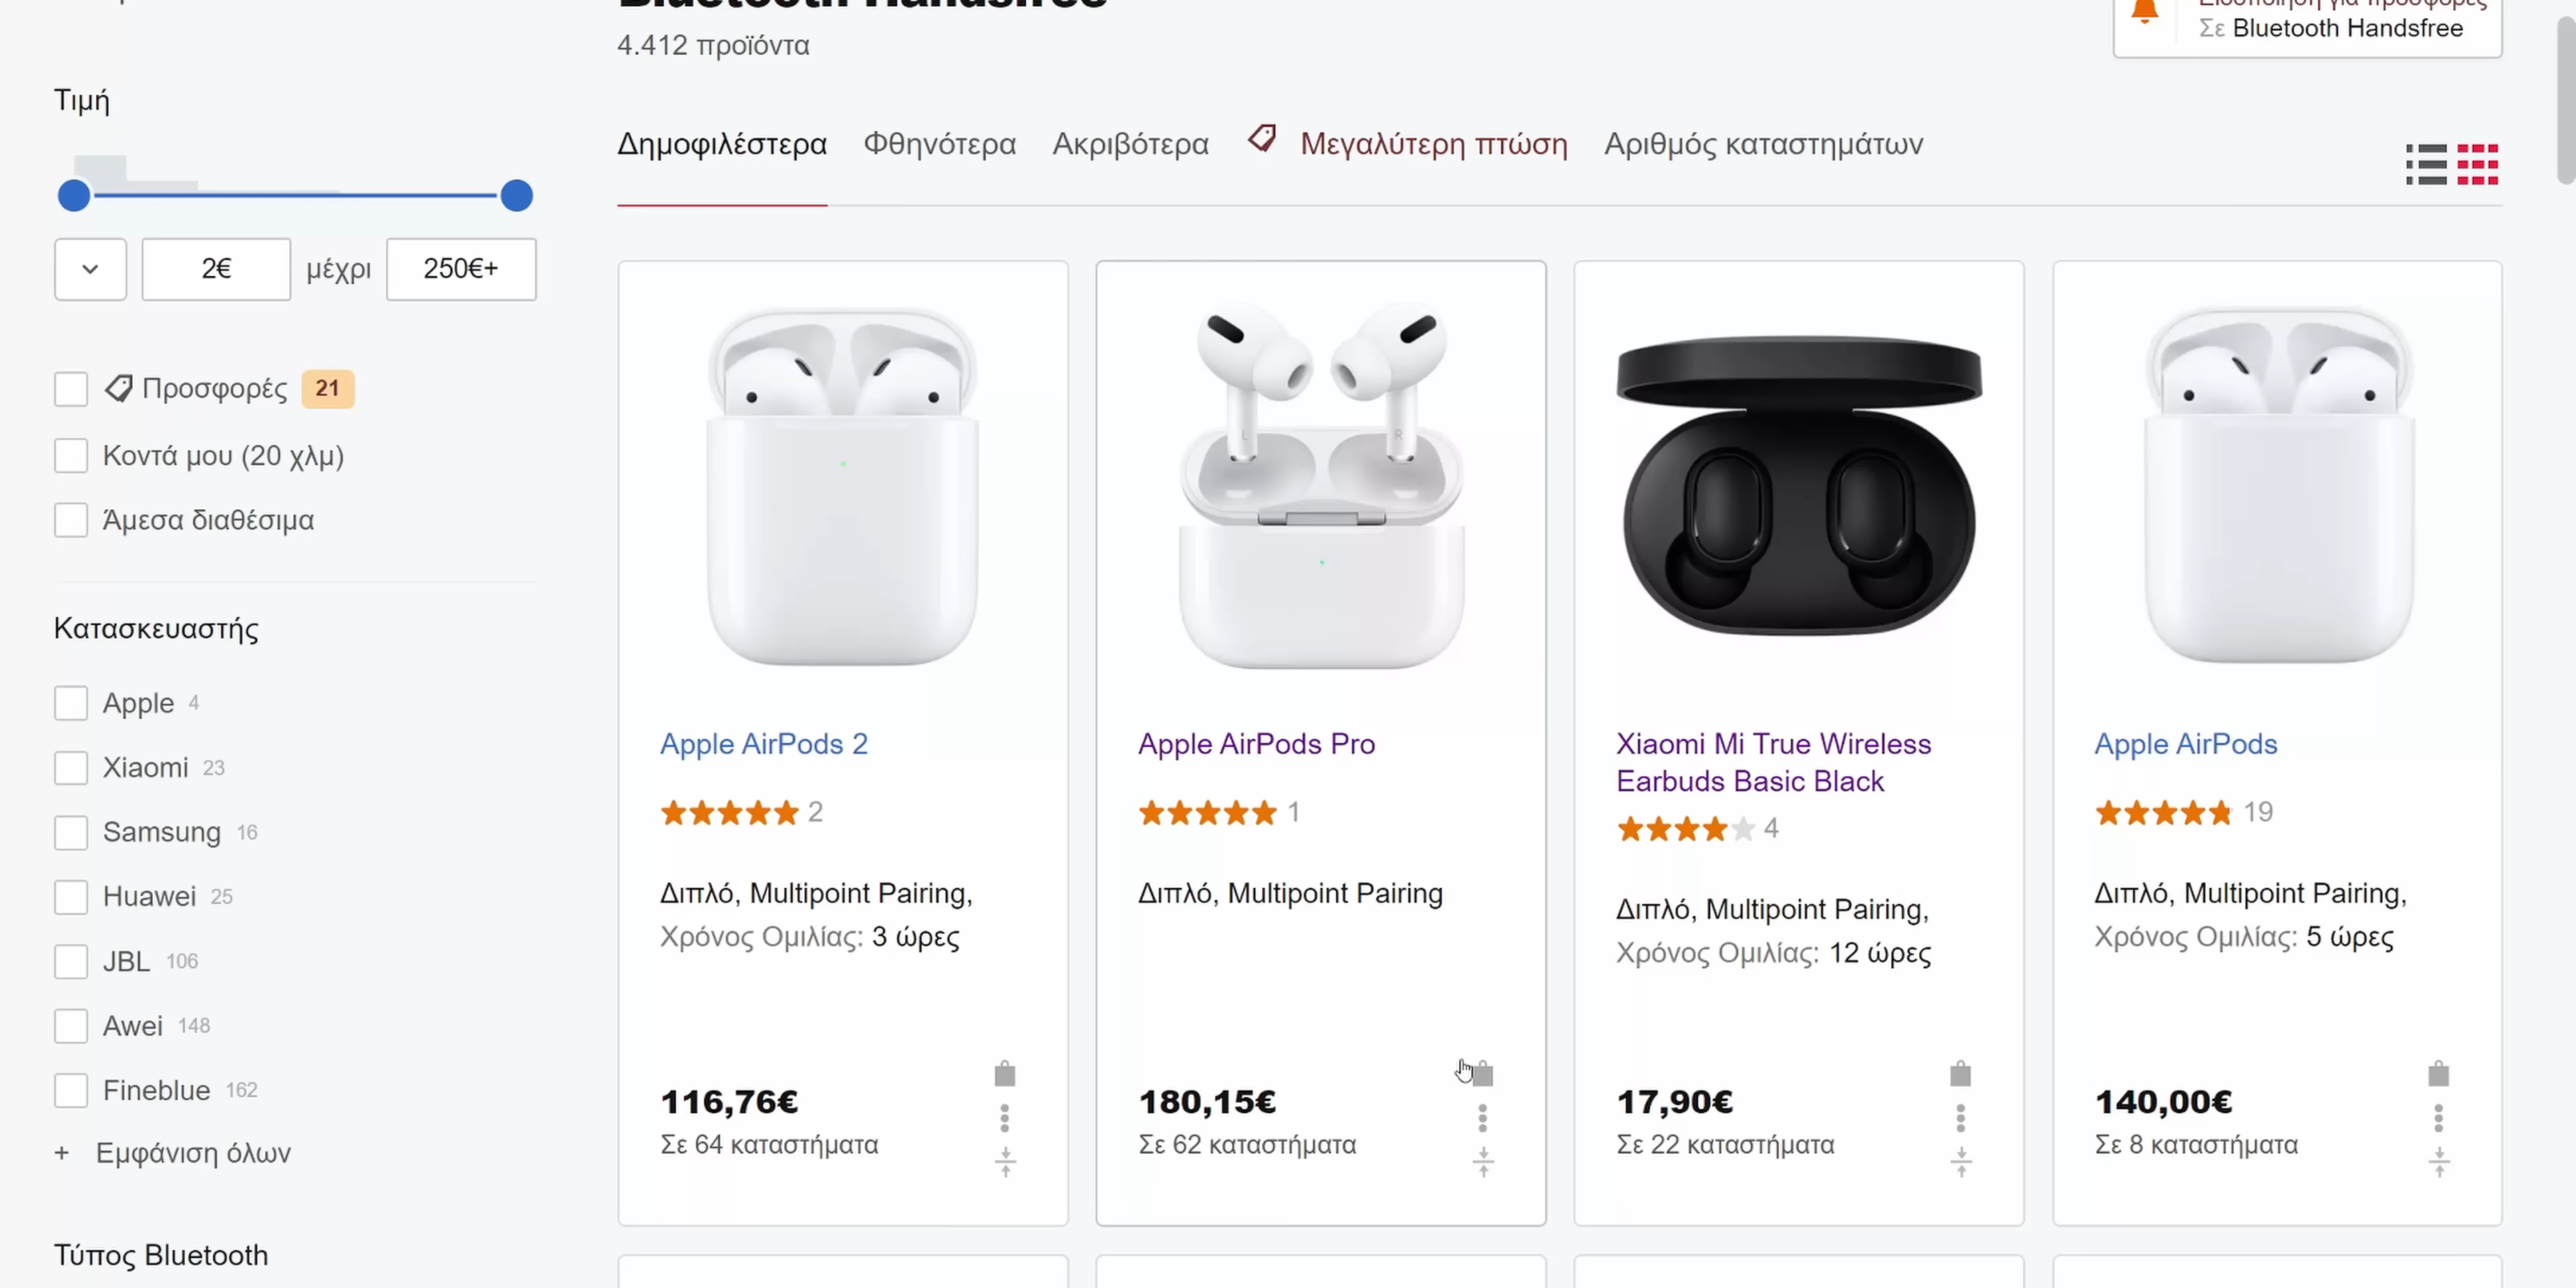 Bluetooth Handsfree
4.412 προϊόντα
Ειδοποίηση για προσφορές
Σε Bluetooth Handsfree
Τιμή
2€ μέχρι 250€+
Προσφορές 21
Κοντά μου (20 χλμ)
Άμεσα διαθέσιμα
Κατασκευαστής
Apple 4
Xiaomi 23
Samsung 16
Huawei 25
JBL 106
Awei 148
Fineblue 162
+ Εμφάνιση όλων
Τύπος Bluetooth
Δημοφιλέστερα Φθηνότερα Ακριβότερα Μεγαλύτερη πτώση Αριθμός καταστημάτων
L R
Apple AirPods 2
2
Διπλό, Multipoint Pairing,
Χρόνος Ομιλίας: 3 ώρες
116,76€
Σε 64 καταστήματα
Apple AirPods Pro
1
Διπλό, Multipoint Pairing
180,15€
Σε 62 καταστήματα
Xiaomi Mi True Wireless
Earbuds Basic Black
4
Διπλό, Multipoint Pairing,
Χρόνος Ομιλίας: 12 ώρες
17,90€
Σε 22 καταστήματα
Apple AirPods
19
Διπλό, Multipoint Pairing,
Χρόνος Ομιλίας: 5 ώρες
140,00€
Σε 8 καταστήματα